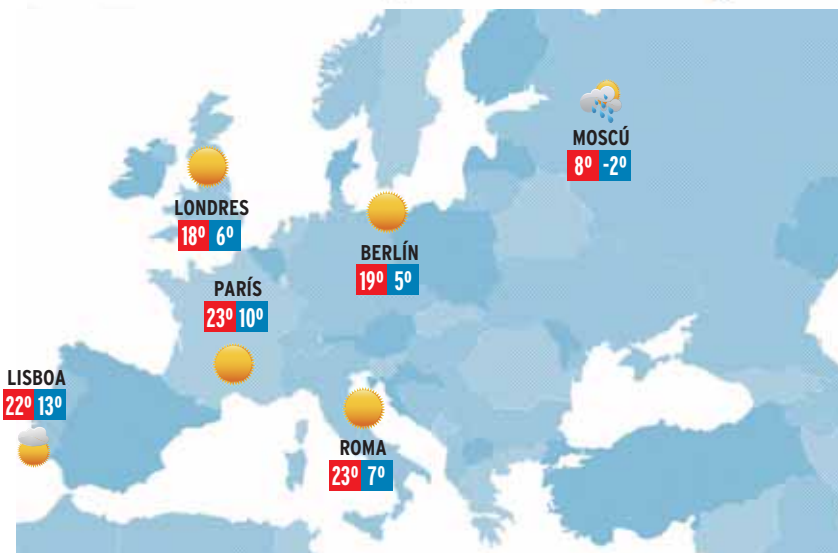 MOSCÚ
8º -2º
LONDRES
18º 6º
BERLÍN
19º 5º
PARÍS
23º 10º
LISBOA
22º 13º
ROMA
23º 7º